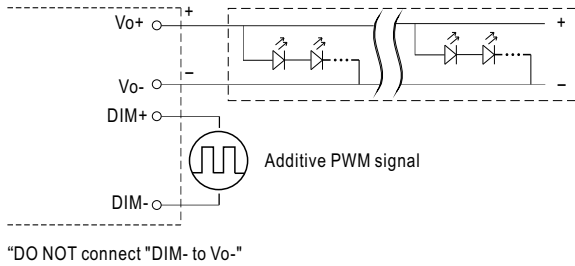 Vo+
+
+
Vo-
−
−
DIM+
Additive PWM signal
DIM-
“DO NOT connect "DIM- to Vo-"